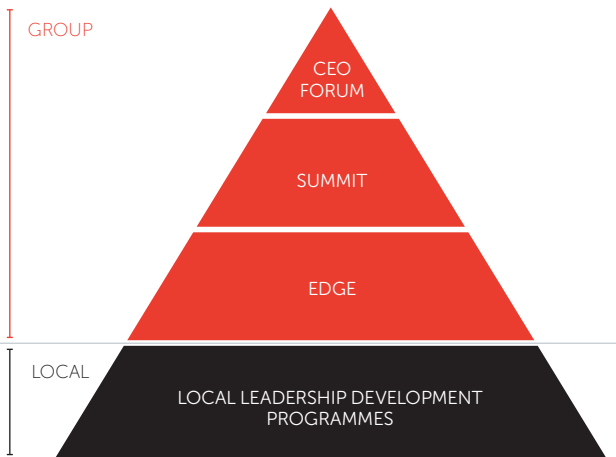 GROUP
CEO
FORUM
SUMMIT
EDGE
LOCAL
LOCAL LEADERSHIP DEVELOPMENT
PROGRAMMES